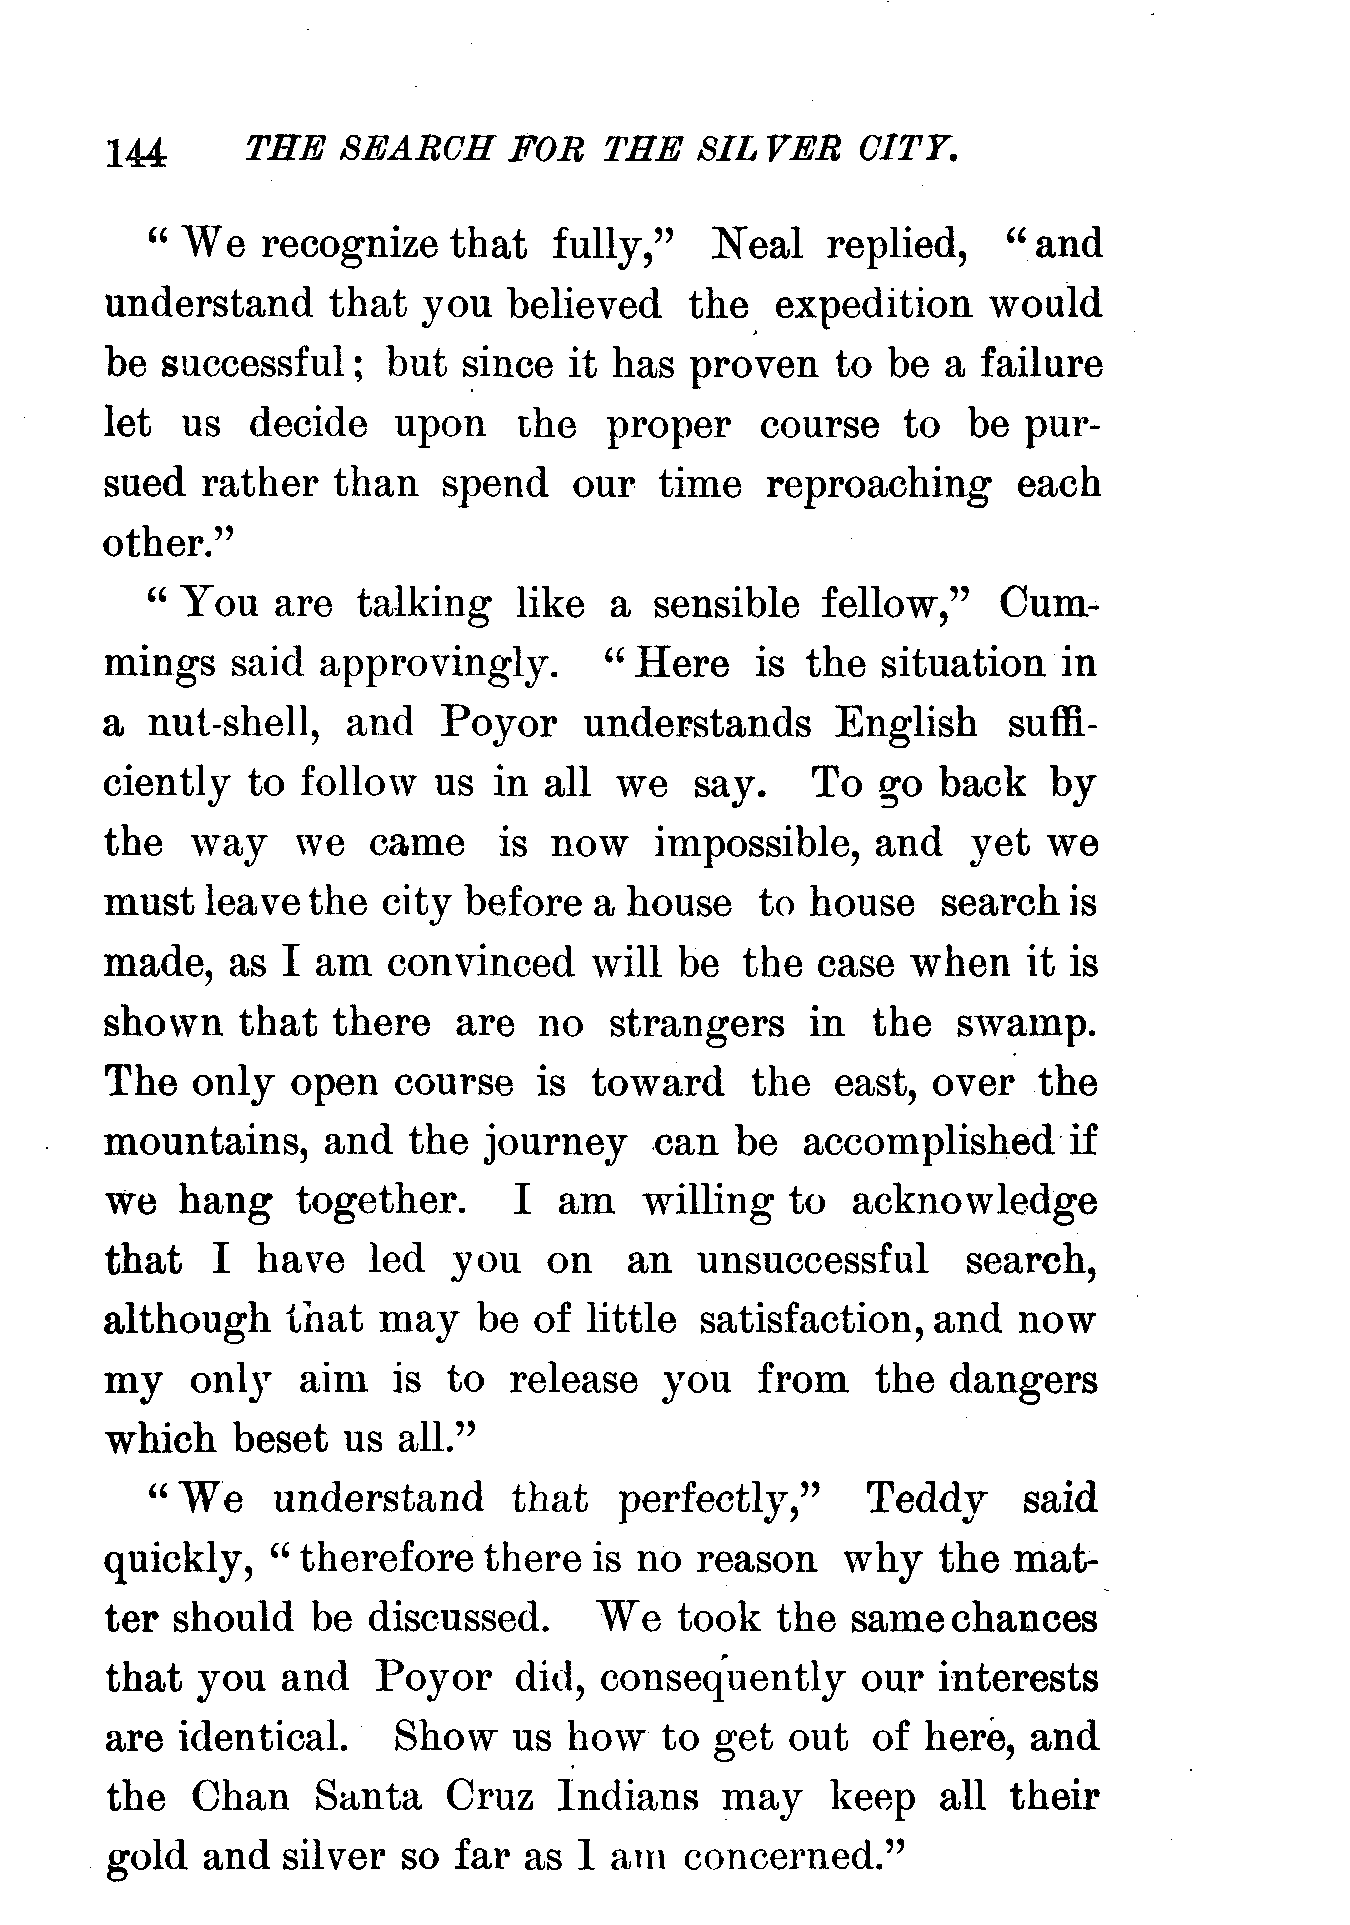 144 THE SEARCH FOR THE SILVER CITY.
“We recognize that fully,” Neal replied, “and
understand that you believed the expedition would
be successful; but since it has proven to be a failure
let us decide upon the proper course to be pur-
sued rather than spend our time reproaching each
other.”
“You are talking like a sensible fellow,” Cum-
mings said approvingly. “Here is the situation in
a nut-shell, and Poyor understands English suffi-
ciently to follow us in all we say. To go back by
the way we came is now impossible, and yet we
must leave the city before a house to house search is
made, as I am convinced will be the case when it is
shown that there are no strangers in the swamp.
The only open course is toward the east, over the
mountains, and the journey can be accomplished if
we hang together. I am willing to acknowledge
that I have led you on an unsuccessful search,
although that may be of little satisfaction, and now
my only aim is to release you from the dangers
which beset us all.”
“We understand that perfectly,” Teddy said
quickly, “therefore there is no reason why the mat-
ter should be discussed. We took the same chances
that you and Poyor did, consequently our interests
are identical. Show us how to get out of here, and
the Chan Santa Cruz Indians may keep all their
gold and silver so far as I am concerned.”